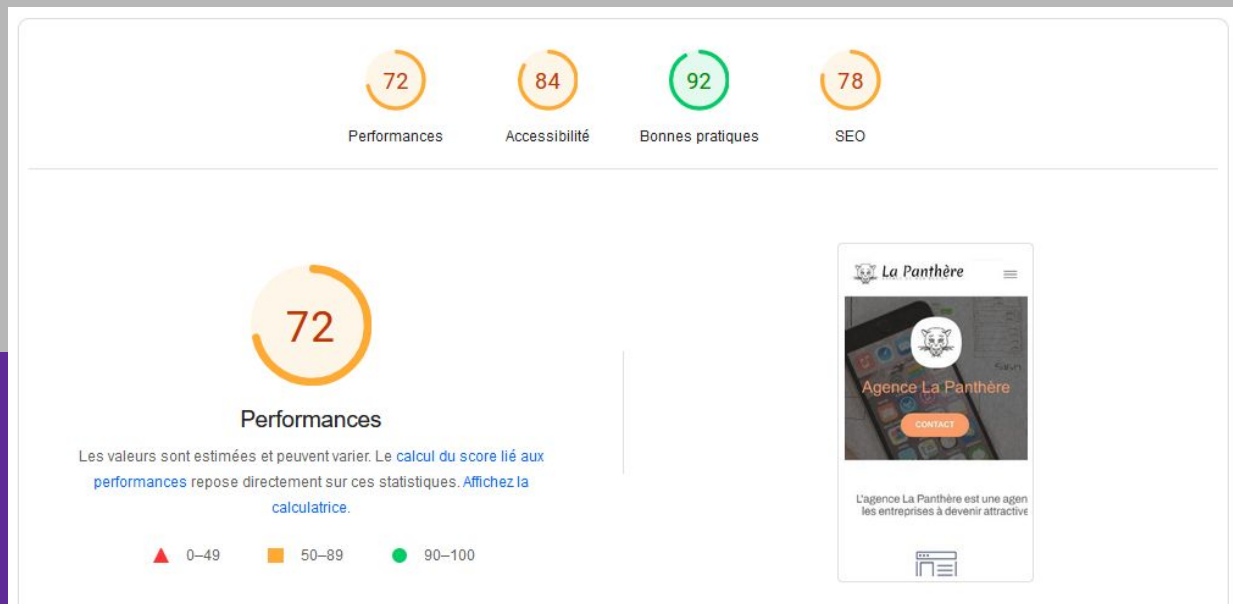 72
84
92
78
Performances
Accessibilité
Bonnes pratiques
SEO
72
Performances
Les valeurs sont estimées et peuvent varier. Le calcul du score lié aux
performances repose directement sur ces statistiques. Affichez la
calculatrice.
0–49
50–89
90–100
La Panthère
Agence La Panthère
CONTACT
L'agence La Panthère est une agen
les entreprises à devenir attractive